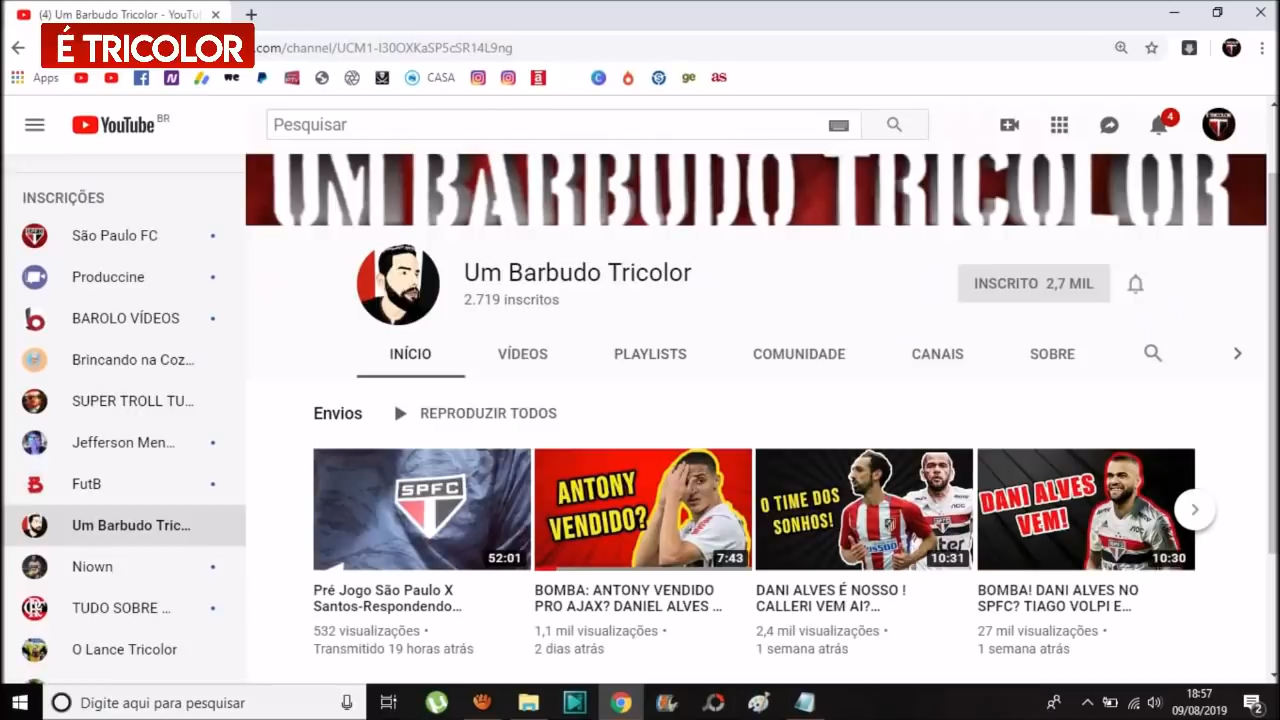 (4) Um Barbudo Tricolor - YouTu
É TRICOLOR
.com/channel/UCM1-I30OXKaSP5cSR14L9ng
Apps
we
CASA
ge
as
YouTube BR
Pesquisar
4
UM BARBUDO TRICOLOR
INSCRIÇÕES
São Paulo FC
Produccine
BAROLO VÍDEOS
Brincando na Coz...
SUPER TROLL TU...
Jefferson Men...
FutB
Um Barbudo Tric...
Niown
TUDO SOBRE ...
O Lance Tricolor
Um Barbudo Tricolor
2.719 inscritos
INSCRITO 2,7 MIL
INÍCIO
VÍDEOS
PLAYLISTS
COMUNIDADE
CANAIS
SOBRE
Envios
REPRODUZIR TODOS
SPFC
52:01
Pré Jogo São Paulo X
Santos-Respondendo...
532 visualizações •
Transmitido 19 horas atrás
ANTONY
VENDIDO?
7:43
BOMBA: ANTONY VENDIDO
PRO AJAX? DANIEL ALVES ...
1,1 mil visualizações •
2 dias atrás
O TIME DOS
SONHOS!
10:31
DANI ALVES É NOSSO !
CALLERI VEM AI?...
2,4 mil visualizações •
1 semana atrás
DANI ALVES
VEM!
10:30
BOMBA! DANI ALVES NO
SPFC? TIAGO VOLPI E...
27 mil visualizações •
1 semana atrás
Digite aqui para pesquisar
18:57
09/08/2019
2